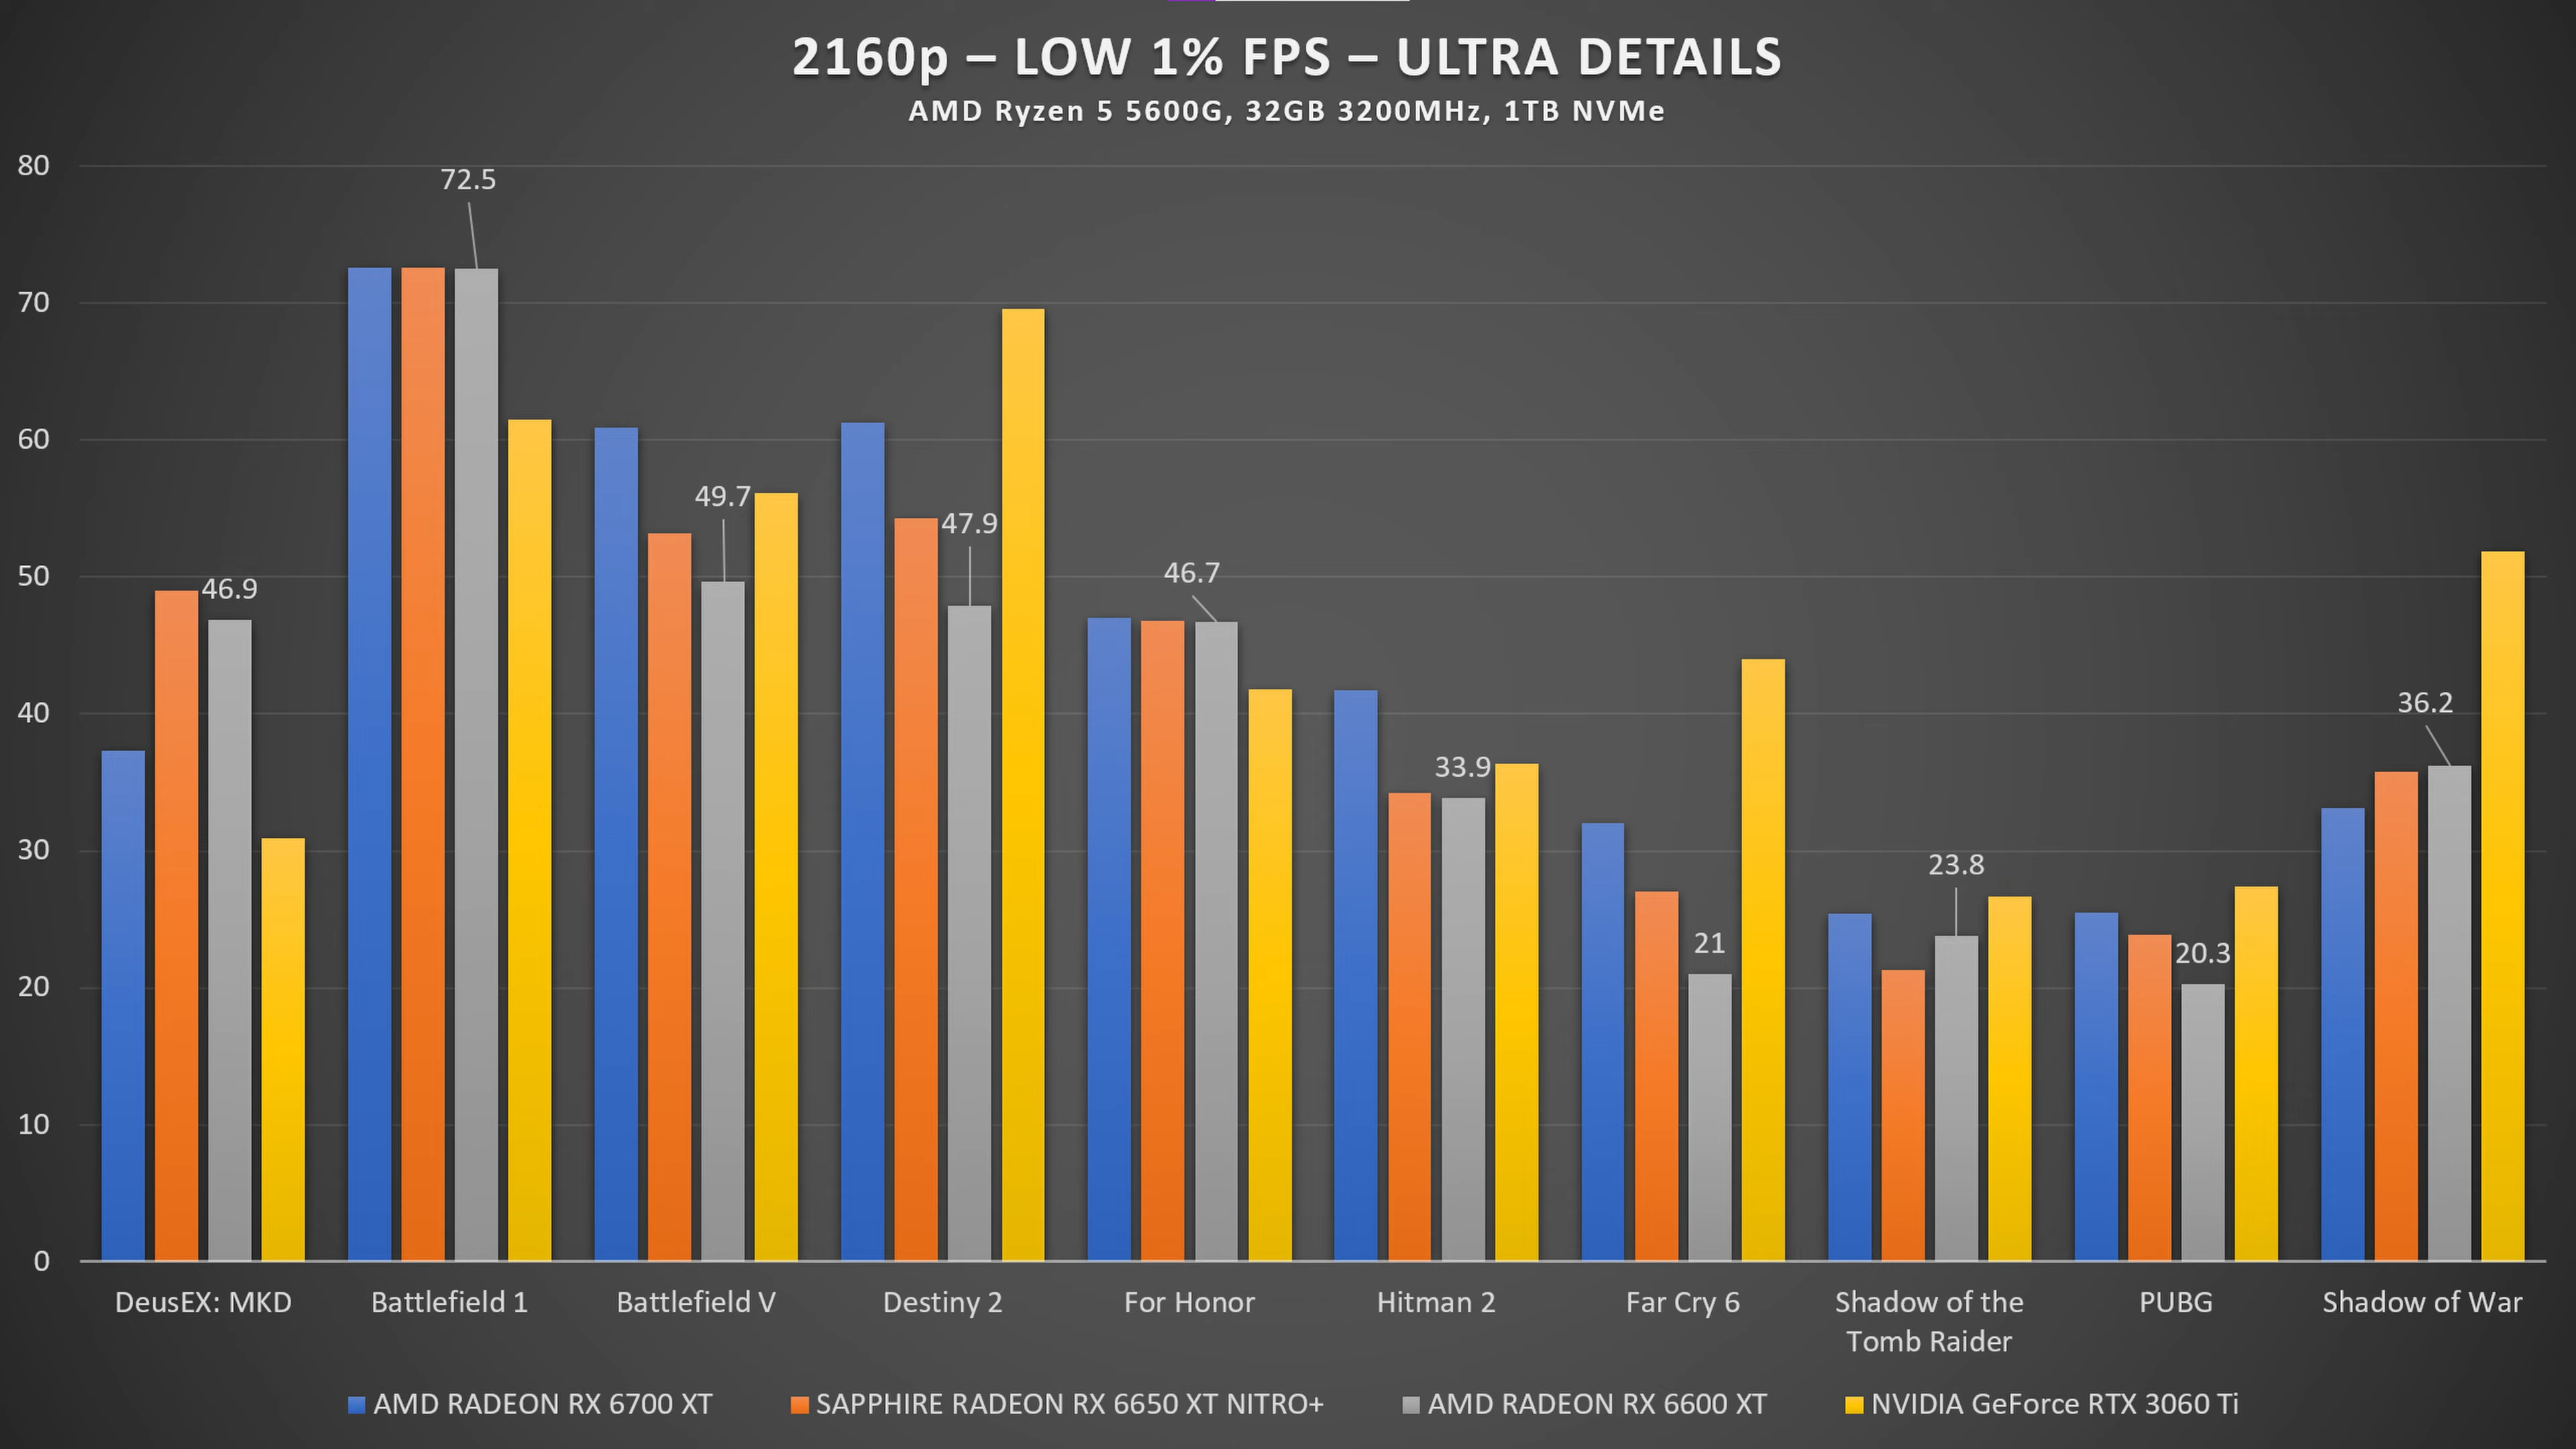 2160p – LOW 1% FPS – ULTRA DETAILS
AMD Ryzen 5 5600G, 32GB 3200MHz, 1TB NVMe
80
70
60
50
40
30
20
10
0
46.9
72.5
49.7
47.9
46.7
33.9
21
23.8
20.3
36.2
DeusEX: MKD
Battlefield 1
Battlefield V
Destiny 2
For Honor
Hitman 2
Far Cry 6
Shadow of the
Tomb Raider
PUBG
Shadow of War
AMD RADEON RX 6700 XT
SAPPHIRE RADEON RX 6650 XT NITRO+
AMD RADEON RX 6600 XT
NVIDIA GeForce RTX 3060 Ti